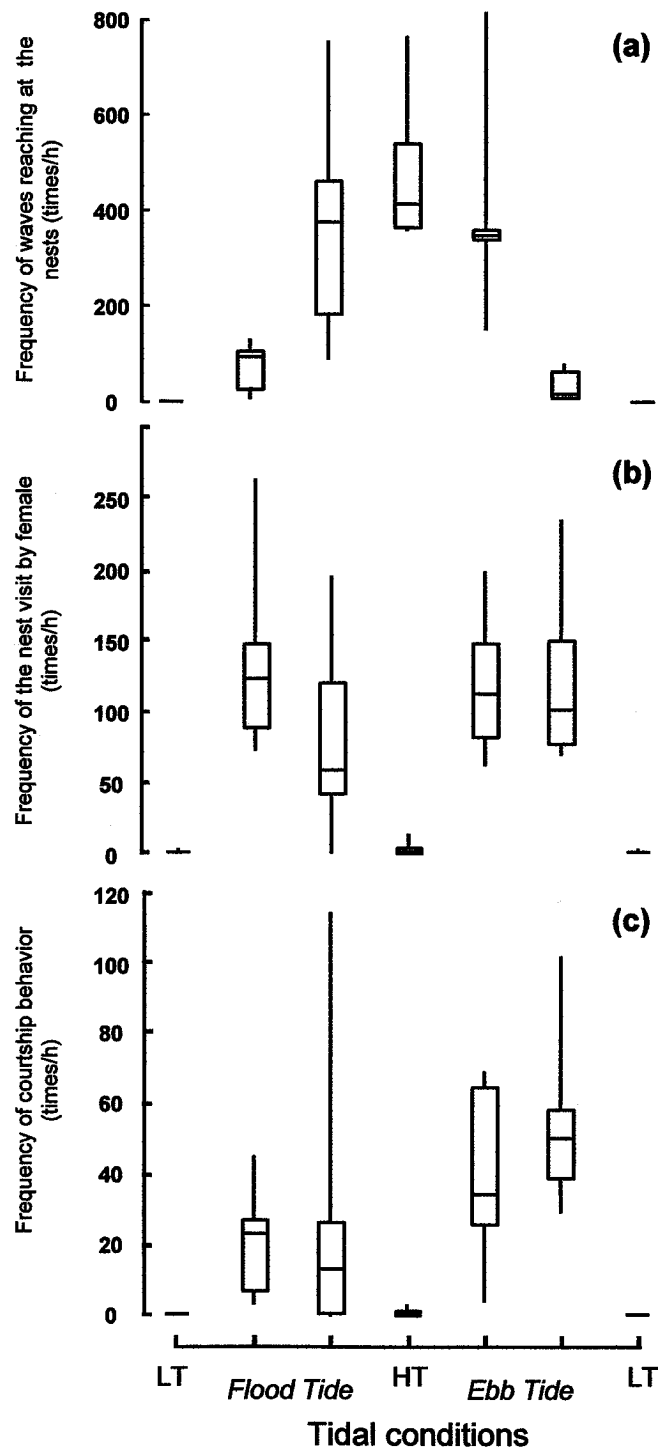 (a)
Frequency of waves reaching at the
nests (times/h)
800
600
400
200
0
(b)
Frequency of the nest visit by female
(times/h)
250
200
150
100
50
0
(c)
Frequency of courtship behavior
(times/h)
120
100
80
60
40
20
0
LT Flood Tide HT Ebb Tide LT
Tidal conditions